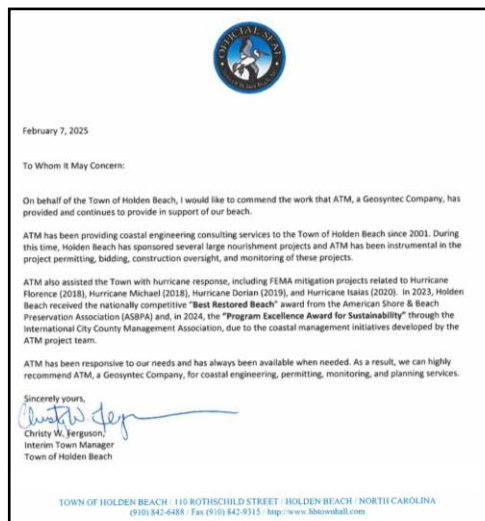 OFFICIAL SEAL
February 7, 2025
To Whom It May Concern:
On behalf of the Town of Holden Beach, I would like to commend the work that ATM, a Geosyntec Company, has
provided and continues to provide in support of our beach.
ATM has been providing coastal engineering consulting services to the Town of Holden Beach since 2001. During
this time, Holden Beach has sponsored several large nourishment projects and ATM has been instrumental in the
project permitting, bidding, construction oversight, and monitoring of these projects.
ATM also assisted the Town with hurricane response, including FEMA mitigation projects related to Hurricane
Florence (2018), Hurricane Michael (2018), Hurricane Dorian (2019), and Hurricane Isaias (2020). In 2023, Holden
Beach received the nationally competitive "Best Restored Beach" award from the American Shore & Beach
Preservation Association (ASBPA) and, in 2024, the "Program Excellence Award for Sustainability" through the
International City County Management Association, due to the coastal management initiatives developed by the
ATM project team.
ATM has been responsive to our needs and has always been available when needed. As a result, we can highly
recommend ATM, a Geosyntec Company, for coastal engineering, permitting, monitoring, and planning services.
Sincerely yours,
Christy W. Ferguson,
Interim Town Manager
Town of Holden Beach
TOWN OF HOLDEN BEACH / 110 ROTHSCHILD STREET / HOLDEN BEACH / NORTH CAROLINA
(910) 842-6488 / Fax (910) 842-9315 / http://www.hbtownhall.com